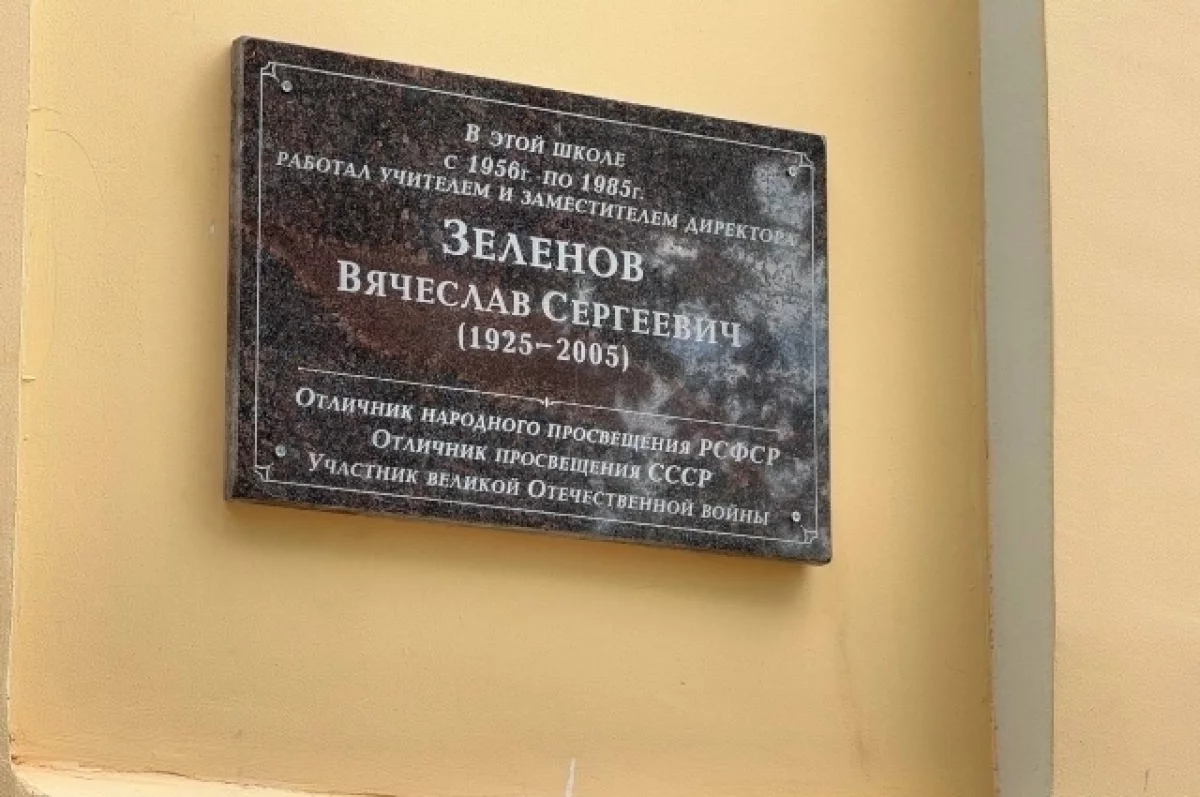 В этой школе
с 1956г. по 1985г.
работал учителем и заместителем директора
Зеленов
Вячеслав Сергеевич
(1925–2005)
Отличник народного просвещения РСФСР
Отличник просвещения СССР
Участник великой Отечественной войны